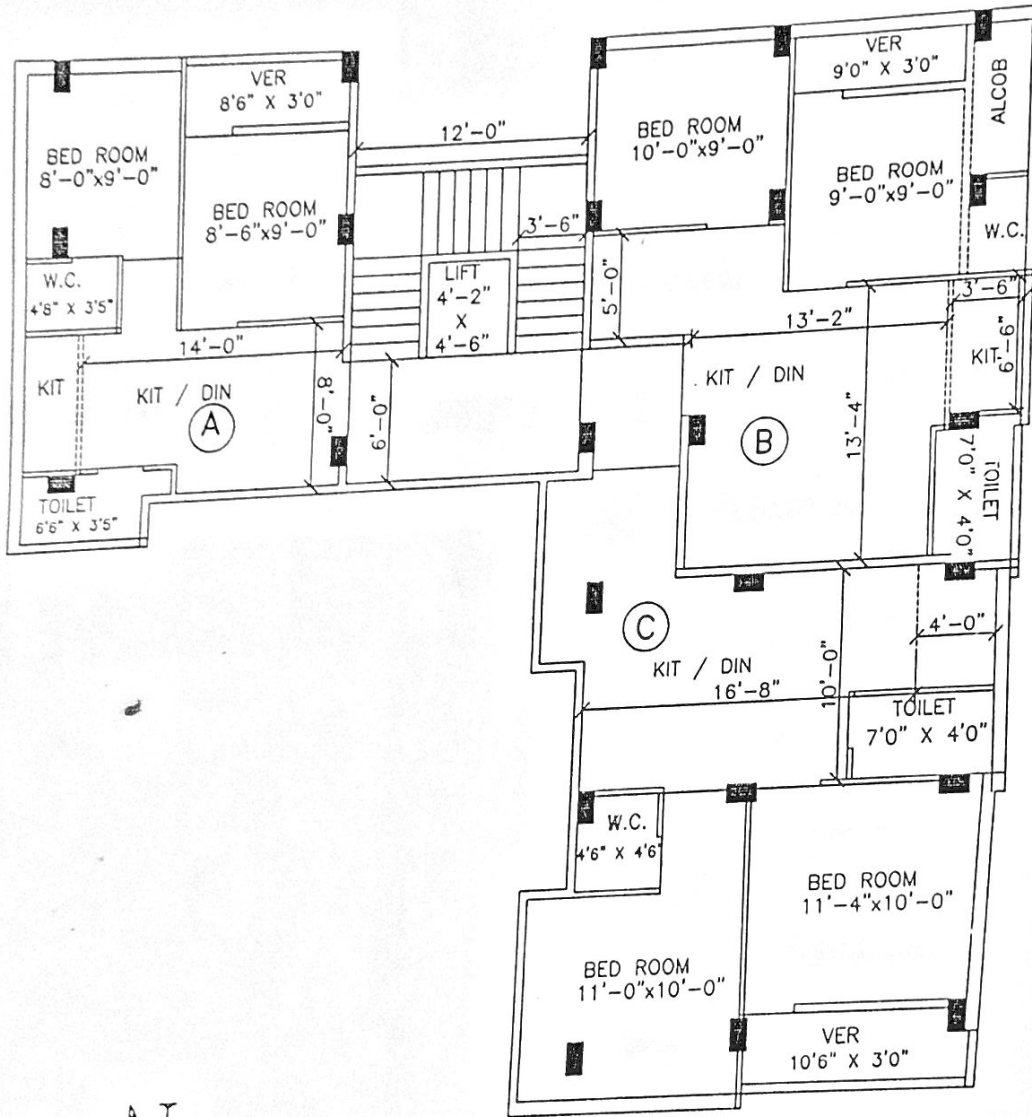 VER
8'6" X 3'0"
BED ROOM
8'-0"x9'-0"
BED ROOM
8'-6"x9'-0"
W.C.
4'8" X 3'5"
14'-0"
KIT
KIT / DIN
A
8'-0"
TOILET
6'6" X 3'5"
12'-0"
3'-6"
LIFT
4'-2"
X
4'-6"
6'-0"
5'-0"
BED ROOM
10'-0"x9'-0"
VER
9'0" X 3'0"
ALCOB
BED ROOM
9'-0"x9'-0"
W.C.
3'-6"
13'-2"
KIT
6'-6"
KIT / DIN
B
13'-4"
TOILET
7'0" X 4'0"
C
KIT / DIN
16'-8"
10'-0"
4'-0"
TOILET
7'0" X 4'0"
W.C.
4'6" X 4'6"
BED ROOM
11'-4"x10'-0"
BED ROOM
11'-0"x10'-0"
VER
10'6" X 3'0"